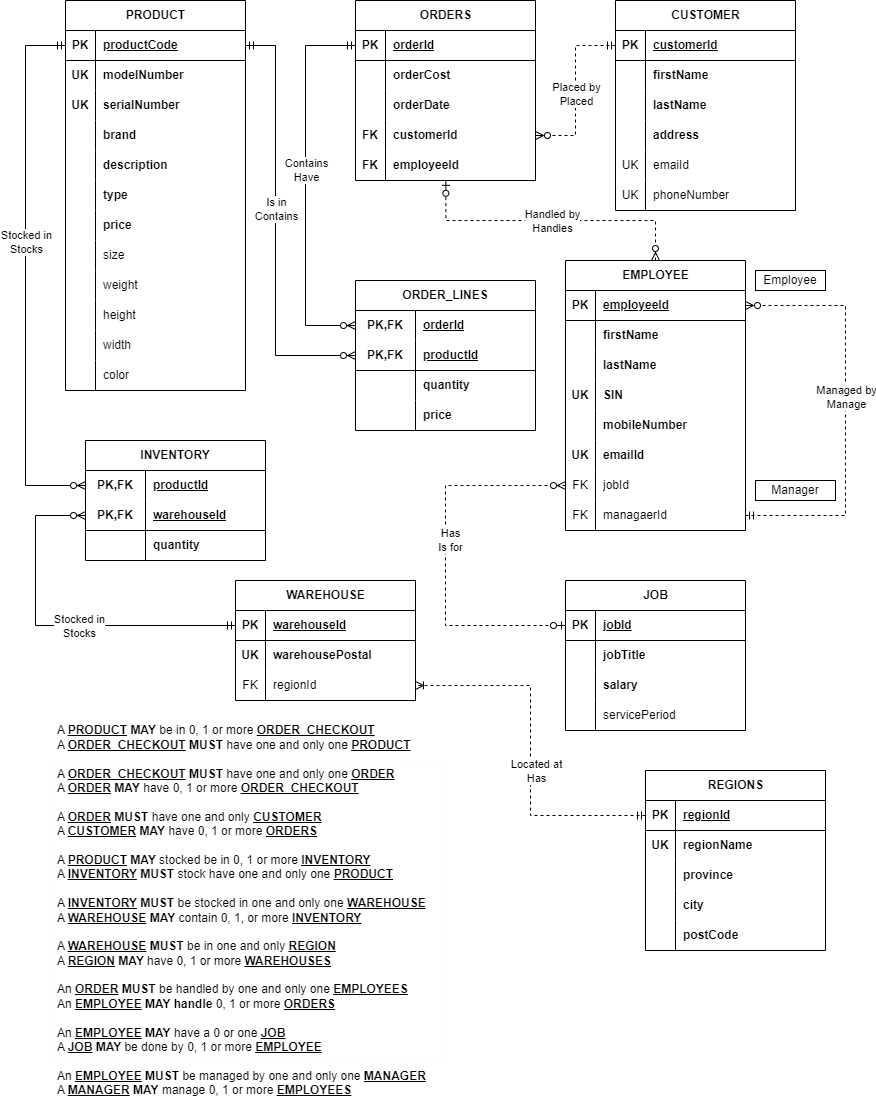 PRODUCT
PK productCode
UK modelNumber
UK serialNumber
brand
description
type
price
size
weight
height
width
color
ORDERS
PK orderId
orderCost
orderDate
FK customerId
FK employeeId
CUSTOMER
PK customerId
firstName
lastName
address
UK emaild
UK phoneNumber
Placed by
Placed
Contains
Have
Is in
Contains
Stocked in
Stocks
Handled by
Handles
ORDER_LINES
PK,FK orderId
PK,FK productId
quantity
price
EMPLOYEE
PK employeeId
firstName
lastName
UK SIN
mobileNumber
UK emailId
FK jobId
FK managaerId
Employee
Managed by
Manage
Manager
INVENTORY
PK,FK productId
PK,FK warehouseId
quantity
Has
Is for
WAREHOUSE
PK warehouseId
UK warehousePostal
FK regionId
Stocked in
Stocks
JOB
PK jobId
jobTitle
salary
servicePeriod
Located at
Has
REGIONS
PK regionId
UK regionName
province
city
postCode
A PRODUCT MAY be in 0, 1 or more ORDER_CHECKOUT
A ORDER_CHECKOUT MUST have one and only one PRODUCT
A ORDER_CHECKOUT MUST have one and only one ORDER
A ORDER MAY have 0, 1 or more ORDER_CHECKOUT
A ORDER MUST have one and only CUSTOMER
A CUSTOMER MAY have 0, 1 or more ORDERS
A PRODUCT MAY stocked be in 0, 1 or more INVENTORY
A INVENTORY MUST stock have one and only one PRODUCT
A INVENTORY MUST be stocked in one and only one WAREHOUSE
A WAREHOUSE MAY contain 0, 1, or more INVENTORY
A WAREHOUSE MUST be in one and only REGION
A REGION MAY have 0, 1 or more WAREHOUSES
An ORDER MUST be handled by one and only one EMPLOYEES
An EMPLOYEE MAY handle 0, 1 or more ORDERS
An EMPLOYEE MAY have a 0 or one JOB
A JOB MAY be done by 0, 1 or more EMPLOYEE
An EMPLOYEE MUST be managed by one and only one MANAGER
A MANAGER MAY manage 0, 1 or more EMPLOYEES